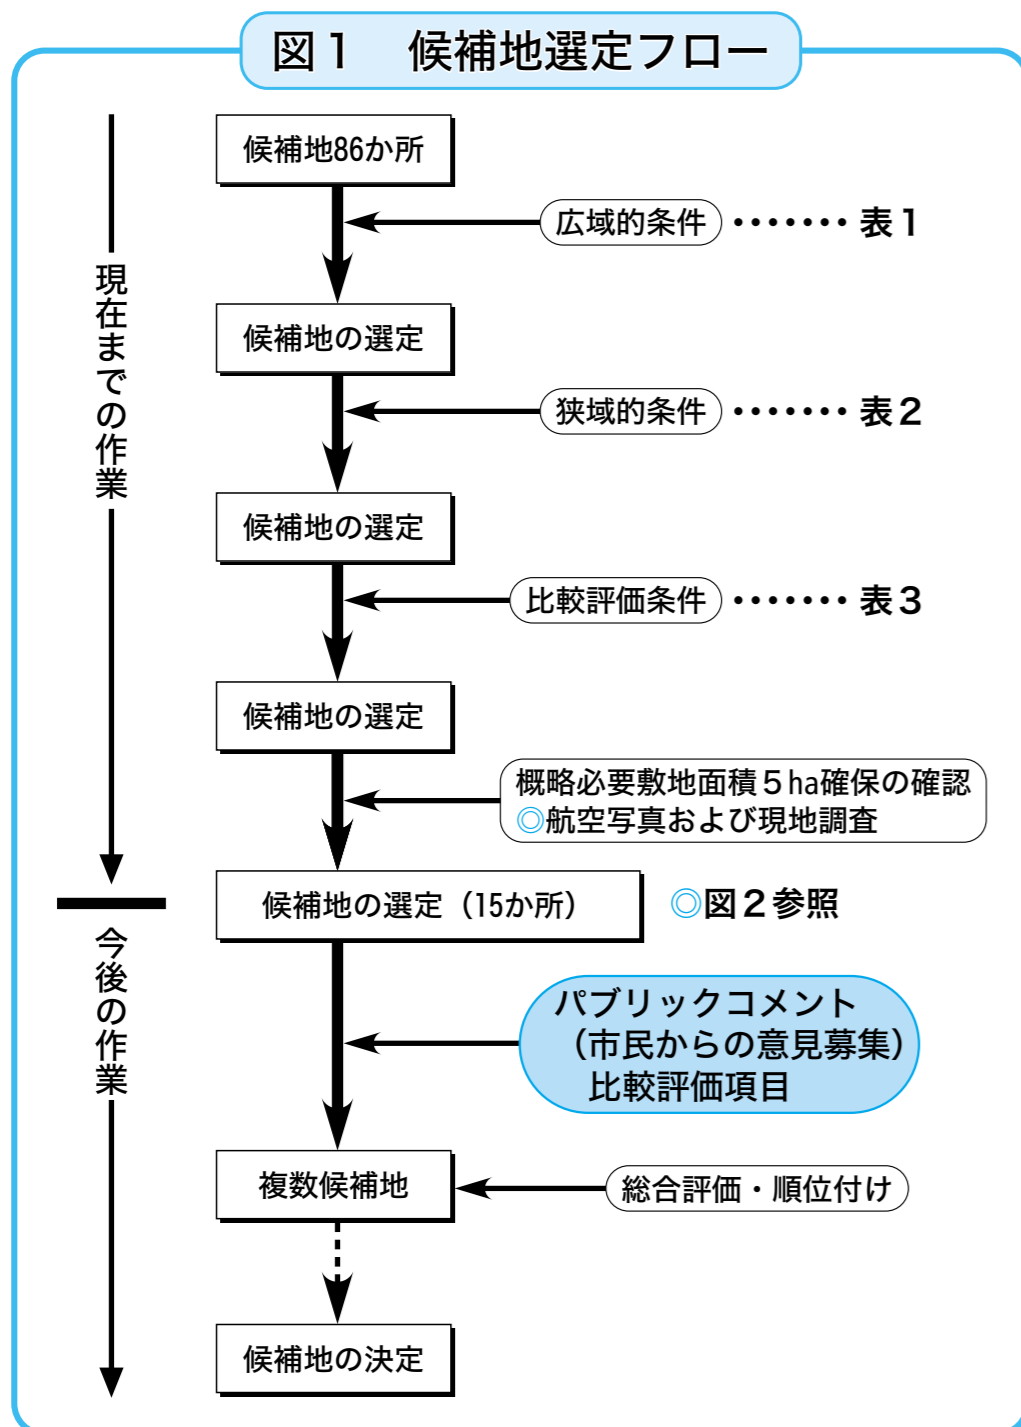 図１　候補地選定フロー
現在までの作業
候補地86か所
広域的条件 ･･･････ 表１
候補地の選定
狭域的条件 ･･･････ 表２
候補地の選定
比較評価条件 ･･･････ 表３
候補地の選定
概略必要敷地面積５ha確保の確認
◎航空写真および現地調査
候補地の選定（15か所）
◎図２参照
今後の作業
パブリックコメント
（市民からの意見募集）
比較評価項目
複数候補地
総合評価・順位付け
候補地の決定